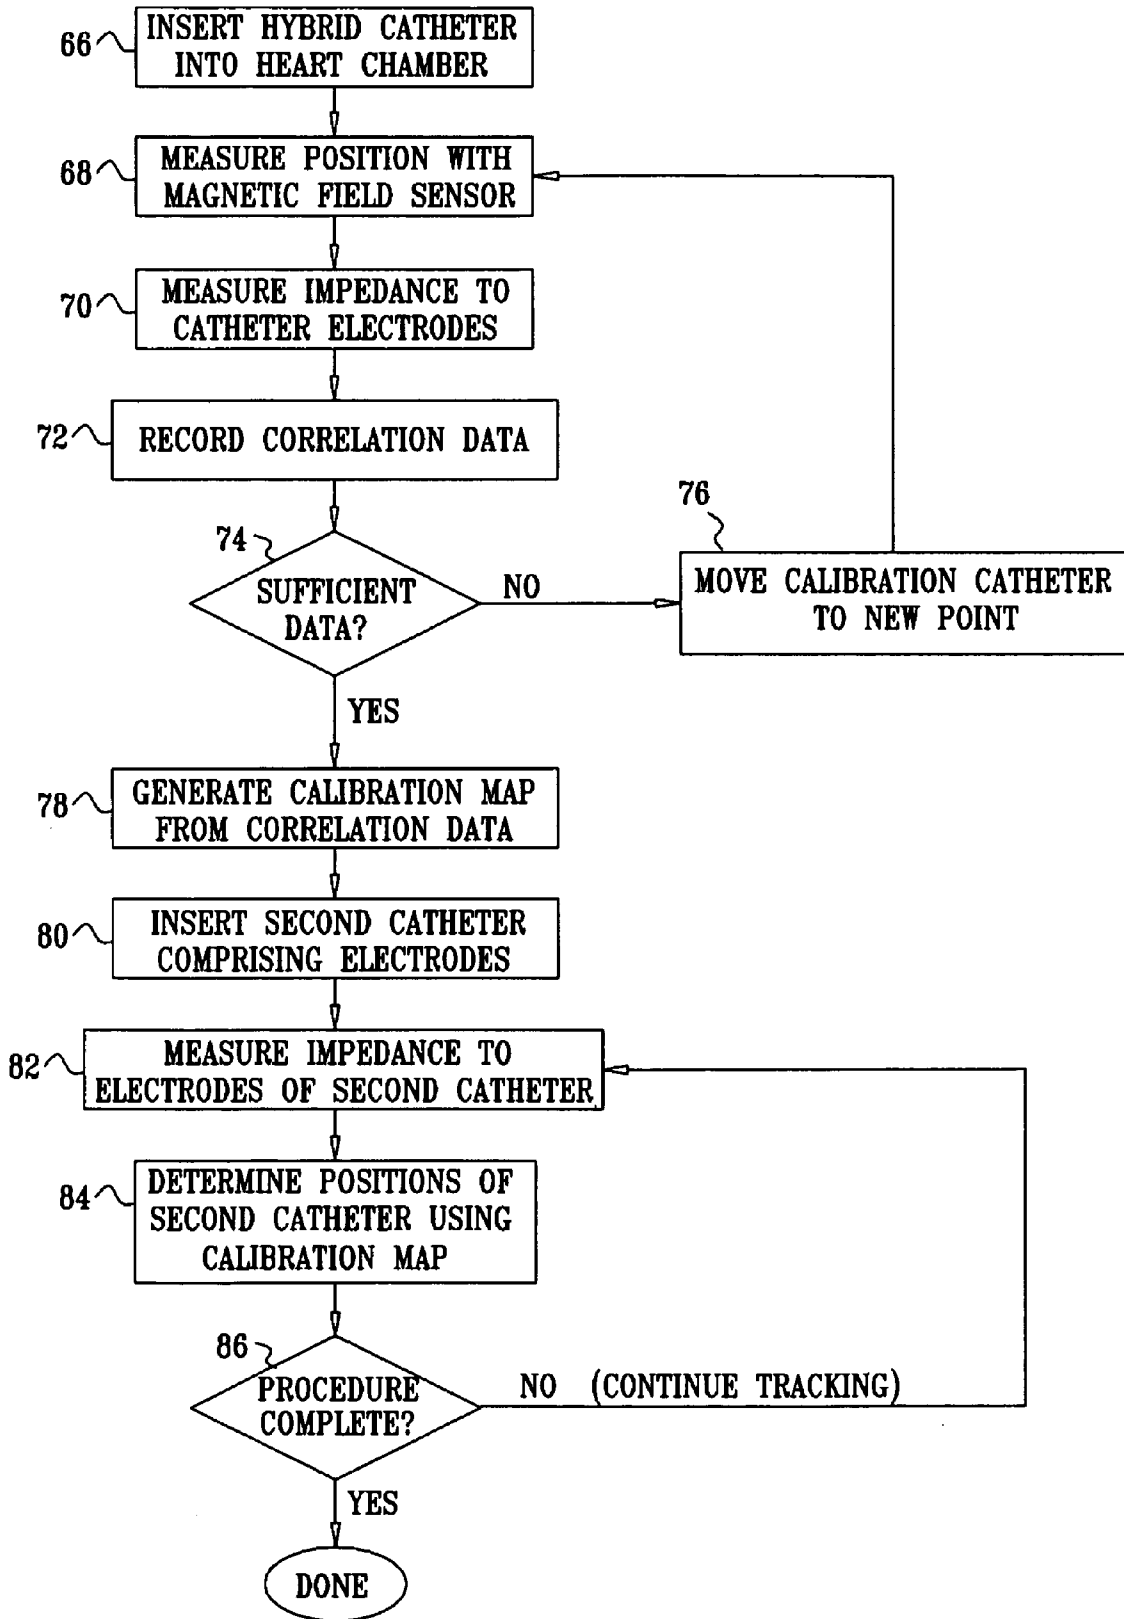 66
INSERT HYBRID CATHETER
INTO HEART CHAMBER
68
MEASURE POSITION WITH
MAGNETIC FIELD SENSOR
70
MEASURE IMPEDANCE TO
CATHETER ELECTRODES
72
RECORD CORRELATION DATA
74
SUFFICIENT
DATA?
NO
76
MOVE CALIBRATION CATHETER
TO NEW POINT
YES
78
GENERATE CALIBRATION MAP
FROM CORRELATION DATA
80
INSERT SECOND CATHETER
COMPRISING ELECTRODES
82
MEASURE IMPEDANCE TO
ELECTRODES OF SECOND CATHETER
84
DETERMINE POSITIONS OF
SECOND CATHETER USING
CALIBRATION MAP
86
PROCEDURE
COMPLETE?
NO (CONTINUE TRACKING)
YES
DONE